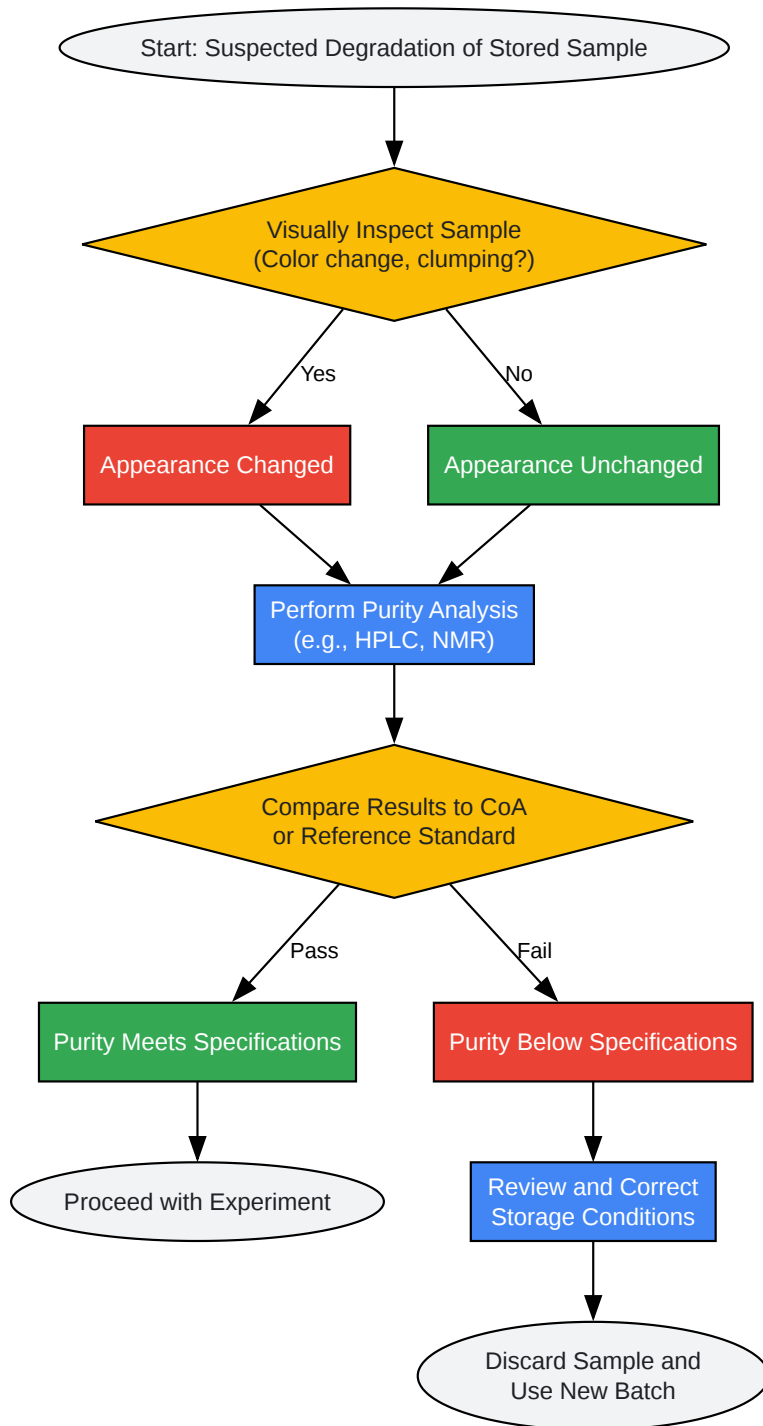 Start: Suspected Degradation of Stored Sample
Visually Inspect Sample
(Color change, clumping?)
Yes
No
Appearance Changed
Appearance Unchanged
Perform Purity Analysis
(e.g., HPLC, NMR)
Compare Results to CoA
or Reference Standard
Pass
Fail
Purity Meets Specifications
Purity Below Specifications
Proceed with Experiment
Review and Correct
Storage Conditions
Discard Sample and
Use New Batch